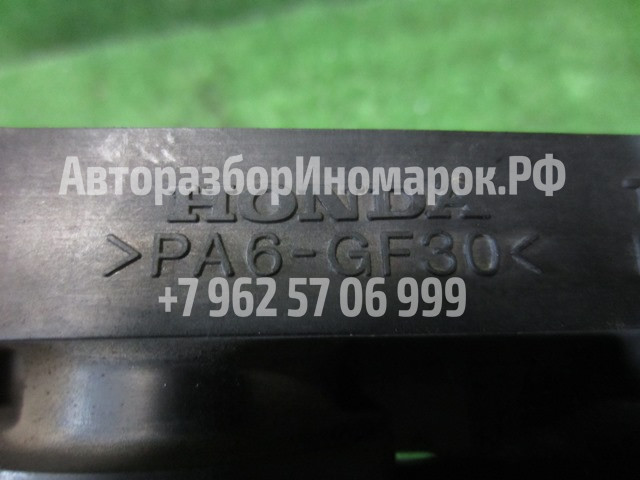 АвторазборИномарок.РФ
HONDA
>PA6-GF30<
+7 962 57 06 999